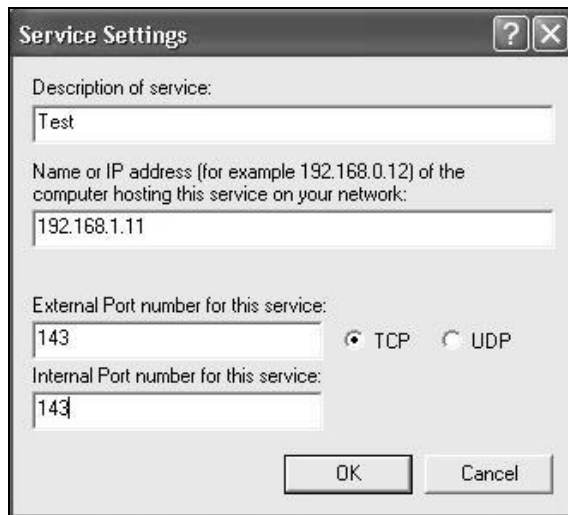 Service Settings
Description of service:
Test
Name or IP address (for example 192.168.0.12) of the
computer hosting this service on your network:
192.168.1.11
External Port number for this service:
143
TCP
UDP
Internal Port number for this service:
143
OK
Cancel